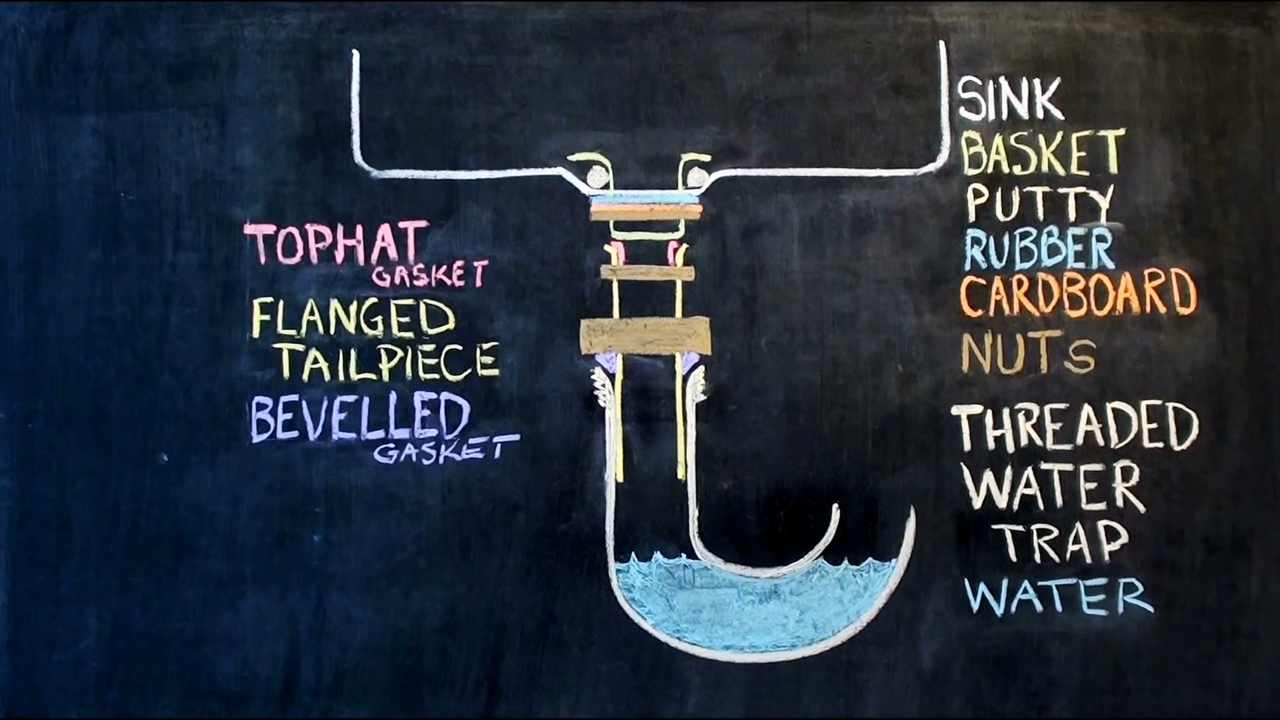 TOPHAT
GASKET
FLANGED
TAILPIECE
BEVELLED
GASKET
SINK
BASKET
PUTTY
RUBBER
CARDBOARD
NUTS
THREADED
WATER
TRAP
WATER